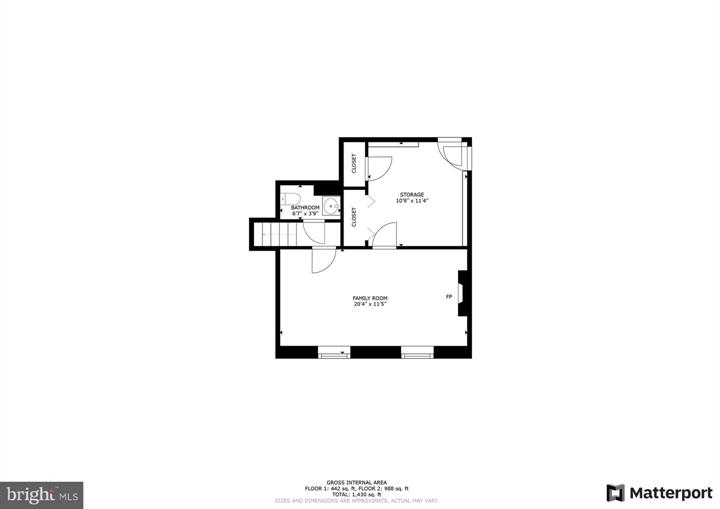 CLOSET
STORAGE
10'9" x 11'4"
BATHROOM
6'7" x 3'9"
CLOSET
FAMILY ROOM
20'4" x 11'5"
FP
GROSS INTERNAL AREA
FLOOR 1: 442 sq. ft, FLOOR 2: 988 sq. ft
TOTAL: 1,430 sq. ft
SIZES AND DIMENSIONS ARE APPROXIMATE, ACTUAL MAY VARY.
bright MLS
Matterport